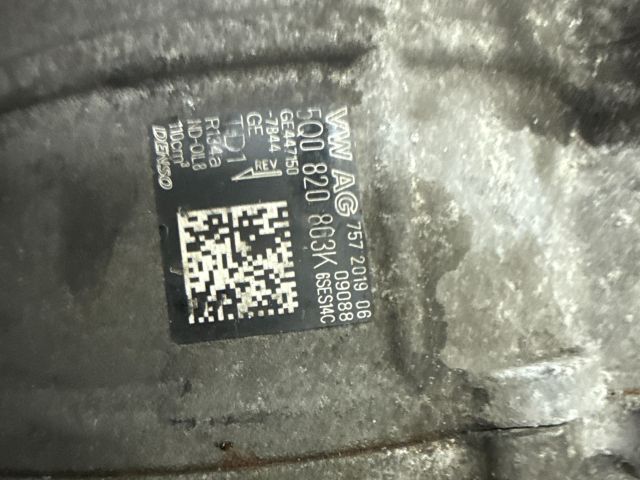 VW AG 757 2019 06
5Q0 820 803K 09088
GE447150 6SES14C
-7844
GE REV
T4D1
R134a
ND-OIL8
110cm³
DENSO